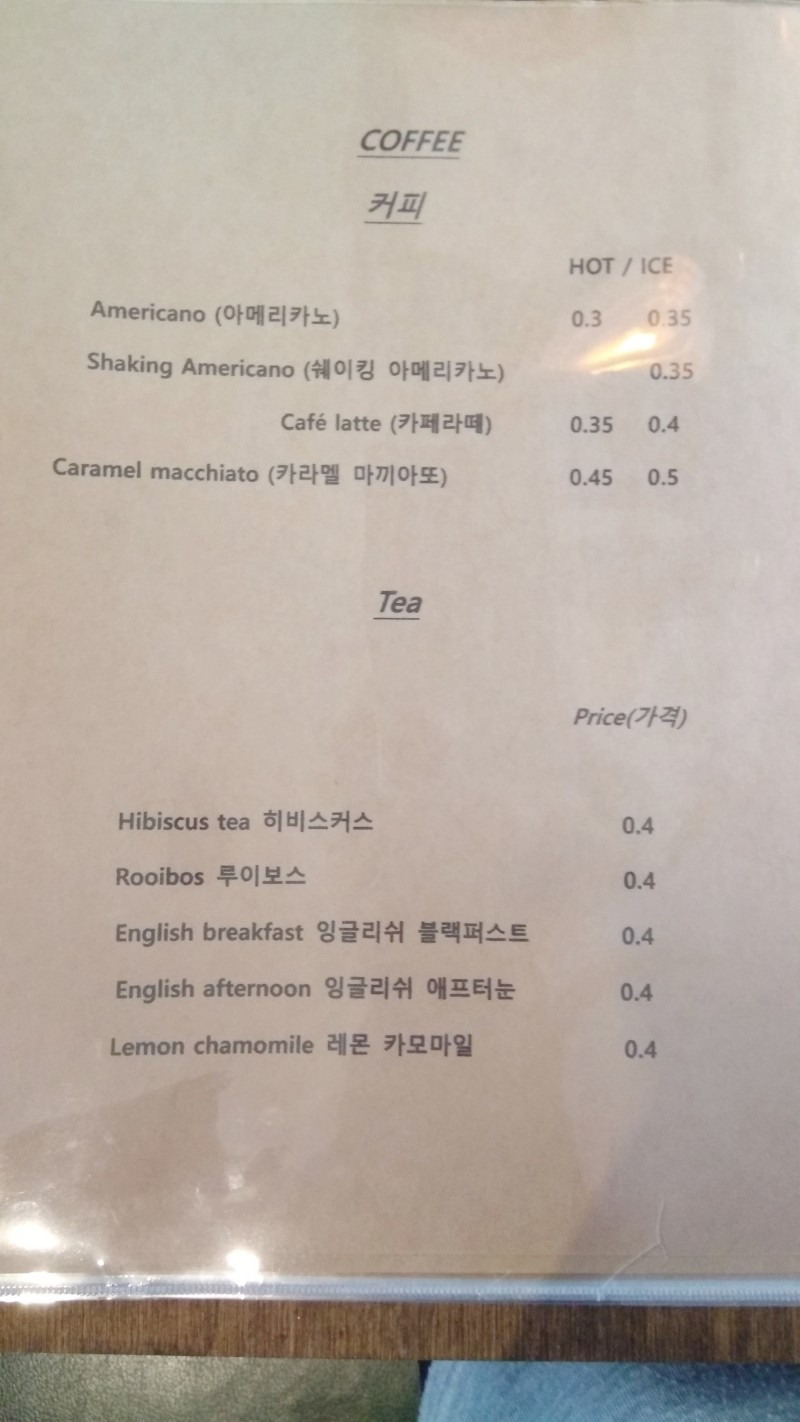 COFFEE
커피
HOT / ICE
Americano (아메리카노) 0.3 0.35
Shaking Americano (쉐이킹 아메리카노) 0.35
Café latte (카페라떼) 0.35 0.4
Caramel macchiato (카라멜 마끼아또) 0.45 0.5
Tea
Price(가격)
Hibiscus tea 히비스커스 0.4
Rooibos 루이보스 0.4
English breakfast 잉글리쉬 블랙퍼스트 0.4
English afternoon 잉글리쉬 애프터눈 0.4
Lemon chamomile 레몬 카모마일 0.4